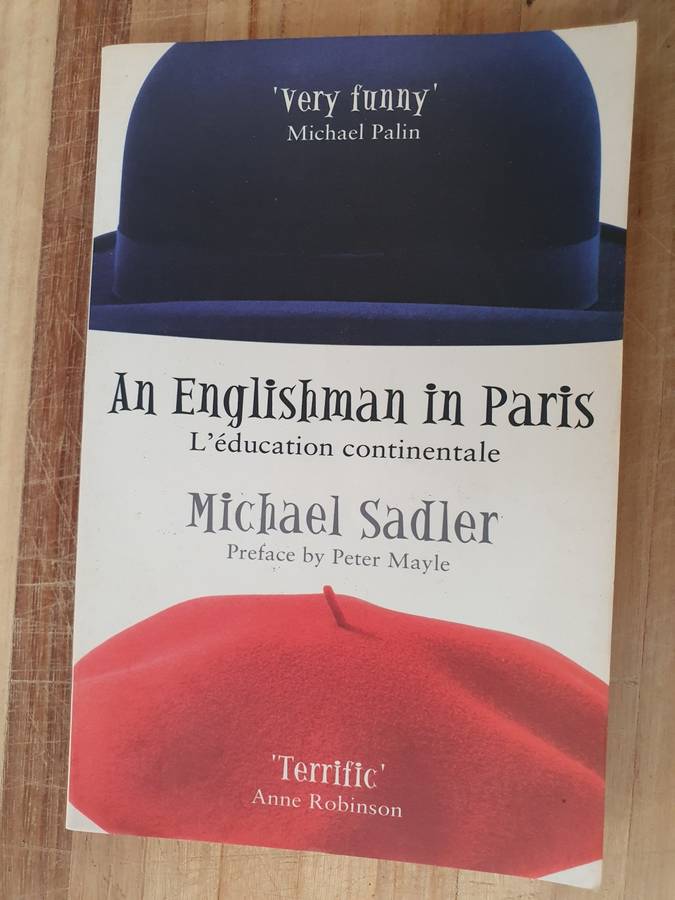 'very funny'
Michael Palin
An Englishman in Paris
L'éducation continentale
Michael Sadler
Preface by Peter Mayle
'Terrific'
Anne Robinson